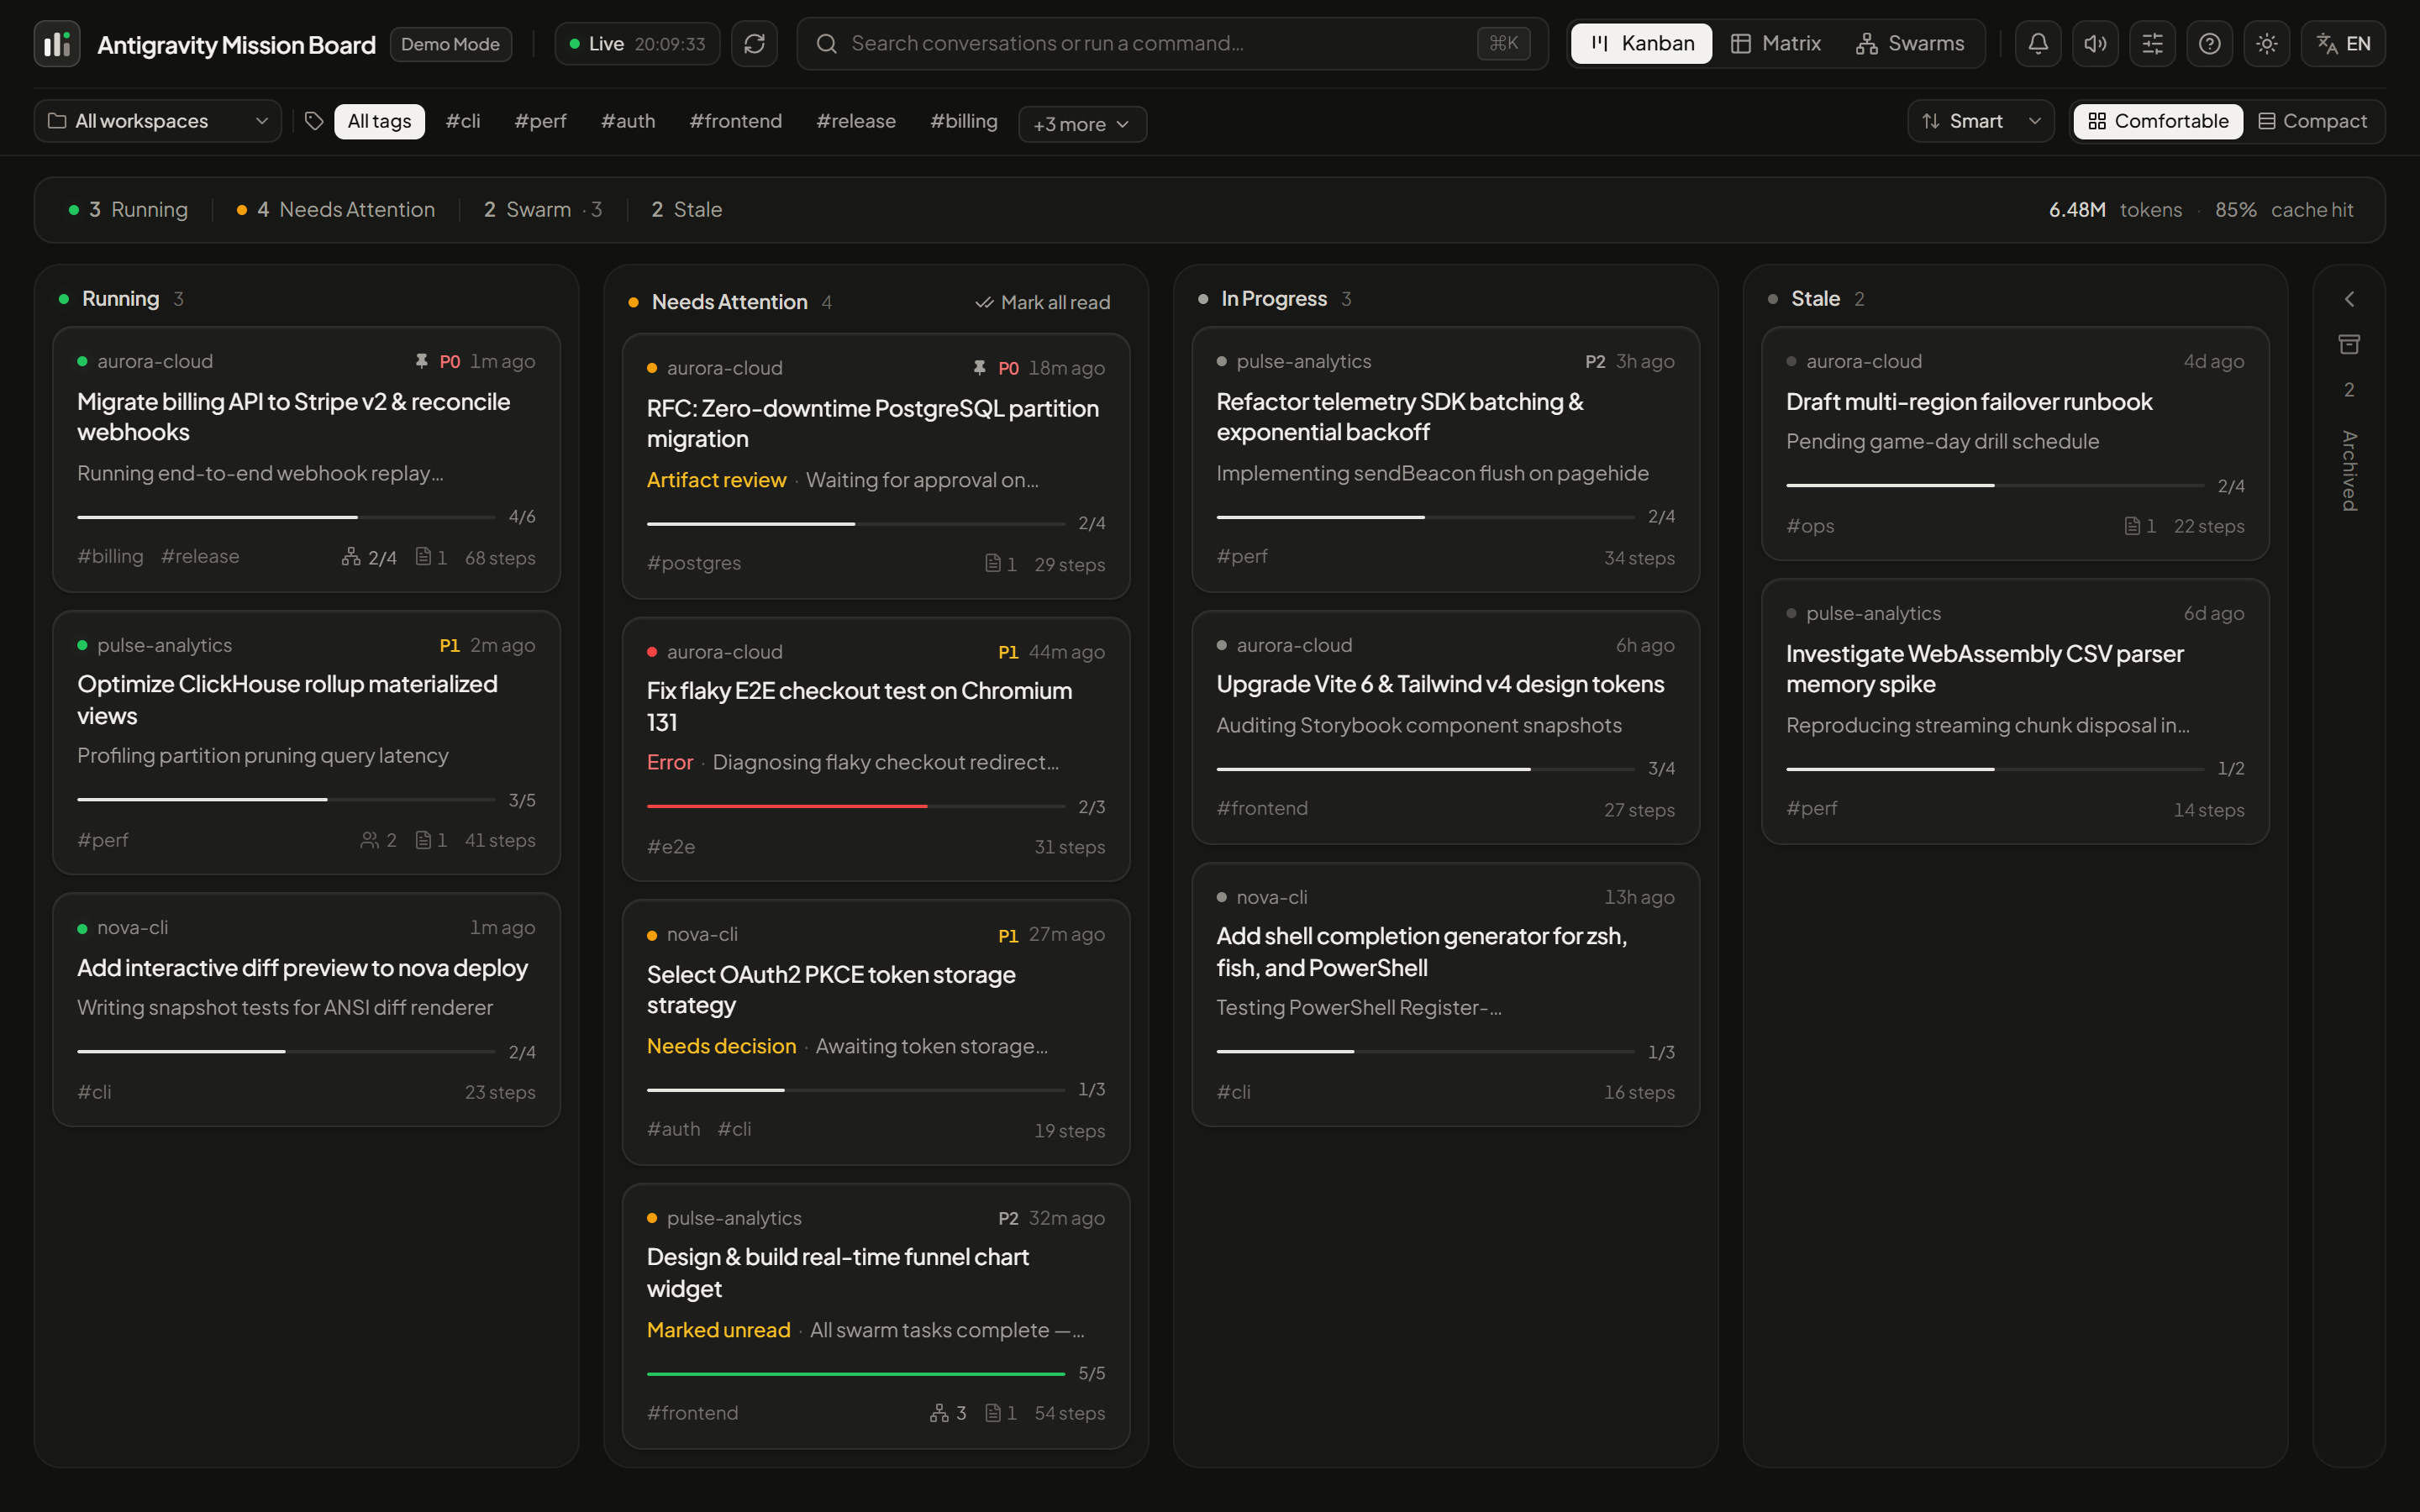 Antigravity Mission Board
Demo Mode
Live 20:09:33
Search conversations or run a command...
⌘K
Kanban
Matrix
Swarms
EN
All workspaces
All tags
#cli
#perf
#auth
#frontend
#release
#billing
+3 more
Smart
Comfortable
Compact
3 Running
4 Needs Attention
2 Swarm · 3
2 Stale
6.48M tokens · 85% cache hit
Running 3
aurora-cloud P0 1m ago
Migrate billing API to Stripe v2 & reconcile
webhooks
Running end-to-end webhook replay...
4/6
#billing #release 2/4 1 68 steps
pulse-analytics P1 2m ago
Optimize ClickHouse rollup materialized
views
Profiling partition pruning query latency
3/5
#perf 2 1 41 steps
nova-cli 1m ago
Add interactive diff preview to nova deploy
Writing snapshot tests for ANSI diff renderer
2/4
#cli 23 steps
Needs Attention 4 Mark all read
aurora-cloud P0 18m ago
RFC: Zero-downtime PostgreSQL partition
migration
Artifact review · Waiting for approval on...
2/4
#postgres 1 29 steps
aurora-cloud P1 44m ago
Fix flaky E2E checkout test on Chromium
131
Error · Diagnosing flaky checkout redirect...
2/3
#e2e 31 steps
nova-cli P1 27m ago
Select OAuth2 PKCE token storage
strategy
Needs decision · Awaiting token storage...
1/3
#auth #cli 19 steps
pulse-analytics P2 32m ago
Design & build real-time funnel chart
widget
Marked unread · All swarm tasks complete —...
5/5
#frontend 3 1 54 steps
In Progress 3
pulse-analytics P2 3h ago
Refactor telemetry SDK batching &
exponential backoff
Implementing sendBeacon flush on pagehide
2/4
#perf 34 steps
aurora-cloud 6h ago
Upgrade Vite 6 & Tailwind v4 design tokens
Auditing Storybook component snapshots
3/4
#frontend 27 steps
nova-cli 13h ago
Add shell completion generator for zsh,
fish, and PowerShell
Testing PowerShell Register-...
1/3
#cli 16 steps
Stale 2
aurora-cloud 4d ago
Draft multi-region failover runbook
Pending game-day drill schedule
2/4
#ops 1 22 steps
pulse-analytics 6d ago
Investigate WebAssembly CSV parser
memory spike
Reproducing streaming chunk disposal in...
1/2
#perf 14 steps
2
Archived